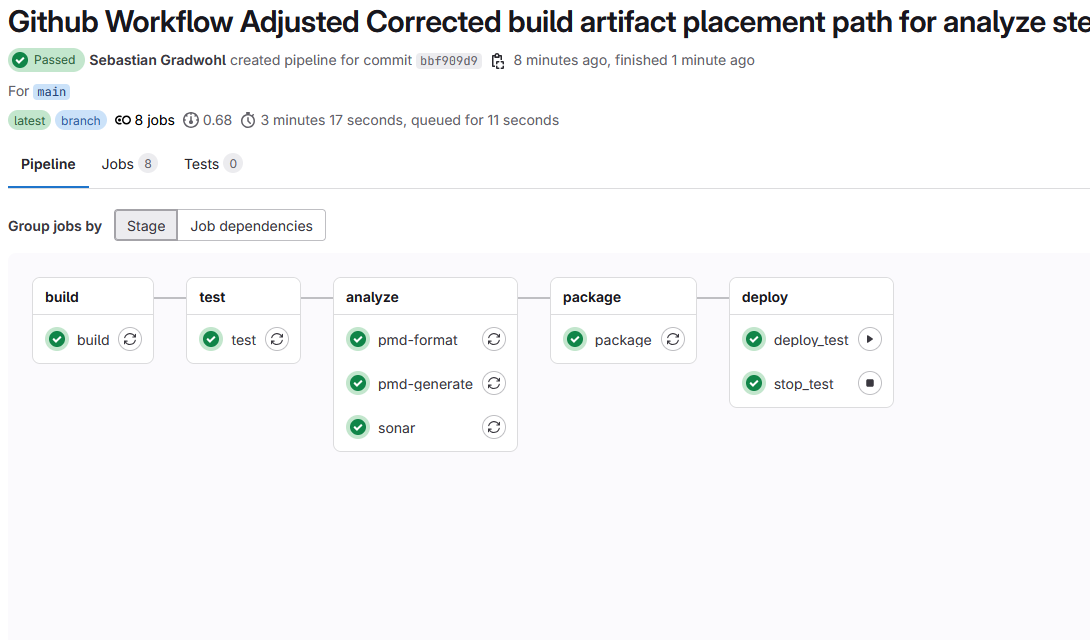 Github Workflow Adjusted Corrected build artifact placement path for analyze ste
Passed Sebastian Gradwohl created pipeline for commit bbf909d9 8 minutes ago, finished 1 minute ago
For main
latest branch 8 jobs 0.68 3 minutes 17 seconds, queued for 11 seconds
Pipeline Jobs 8 Tests 0
Group jobs by Stage Job dependencies
build test analyze package deploy
build test pmd-format package deploy_test
pmd-generate stop_test
sonar